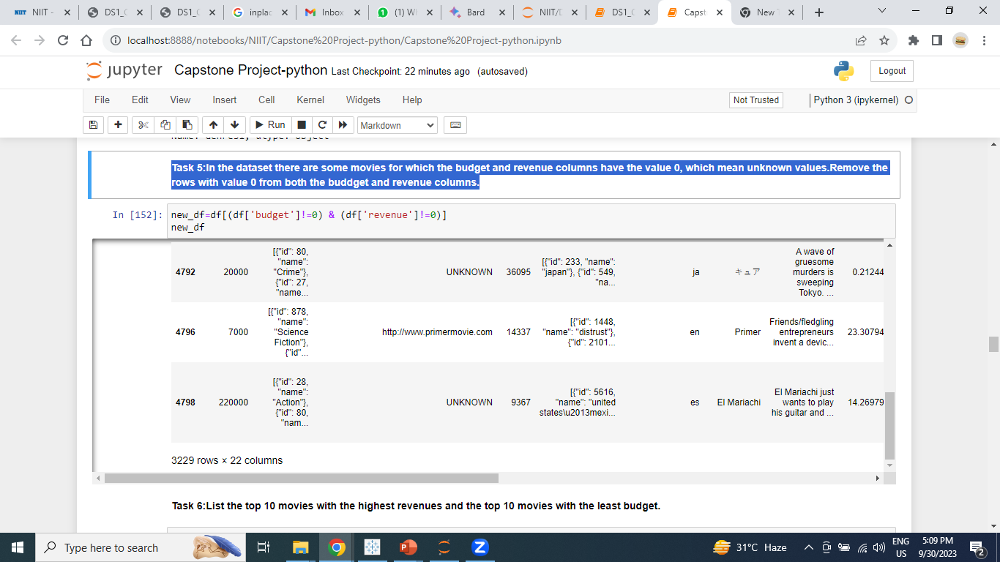 NIIT -
DS1_C
DS1_C
inplac
Inbox
(1) W
Bard
NIIT/D
DS1_C
Capst
New T
localhost:8888/notebooks/NIIT/Capstone%20Project-python/Capstone%20Project-python.ipynb
jupyter Capstone Project-python Last Checkpoint: 22 minutes ago (autosaved)
Logout
File Edit View Insert Cell Kernel Widgets Help
Not Trusted
Python 3 (ipykernel)
Run
Markdown
Task 5:In the dataset there are some movies for which the budget and revenue columns have the value 0, which mean unknown values.Remove the
rows with value 0 from both the buddget and revenue columns.
In [152]:
new_df=df[(df['budget']!=0) & (df['revenue']!=0)]
new_df
4792
20000
[{"id": 80,
"name":
"Crime"},
{"id": 27,
"name...
UNKNOWN
36095
[{"id": 233, "name":
"japan"}, {"id": 549,
"na...
ja
キュア
A wave of
gruesome
murders is
sweeping
Tokyo. ...
0.21244
4796
7000
[{"id": 878,
"name":
"Science
Fiction"},
{"id"...
http://www.primermovie.com
14337
[{"id": 1448,
"name": "distrust"},
{"id": 2101...
en
Primer
Friends/fledgling
entrepreneurs
invent a devic...
23.30794
4798
220000
[{"id": 28,
"name":
"Action"},
{"id": 80,
"nam...
UNKNOWN
9367
[{"id": 5616,
"name": "united
states\u2013mexi...
es
El Mariachi
El Mariachi just
wants to play
his guitar and ...
14.26979
3229 rows × 22 columns
Task 6:List the top 10 movies with the highest revenues and the top 10 movies with the least budget.
Type here to search
31°C Haze
ENG
US
5:09 PM
9/30/2023
2